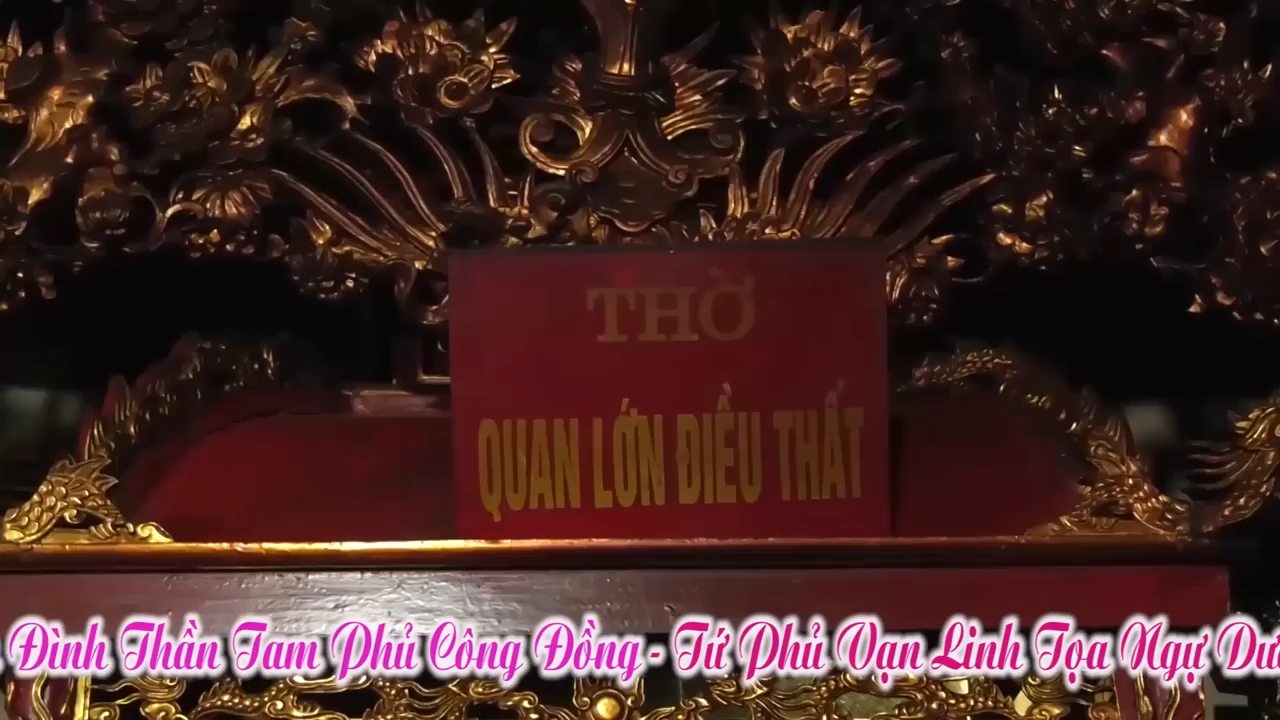 THỜ
QUAN LỚN ĐIỀU THẤT
Đình Thần Tam Phủ Công Đồng - Tứ Phủ Vạn Linh Tọa Ngự